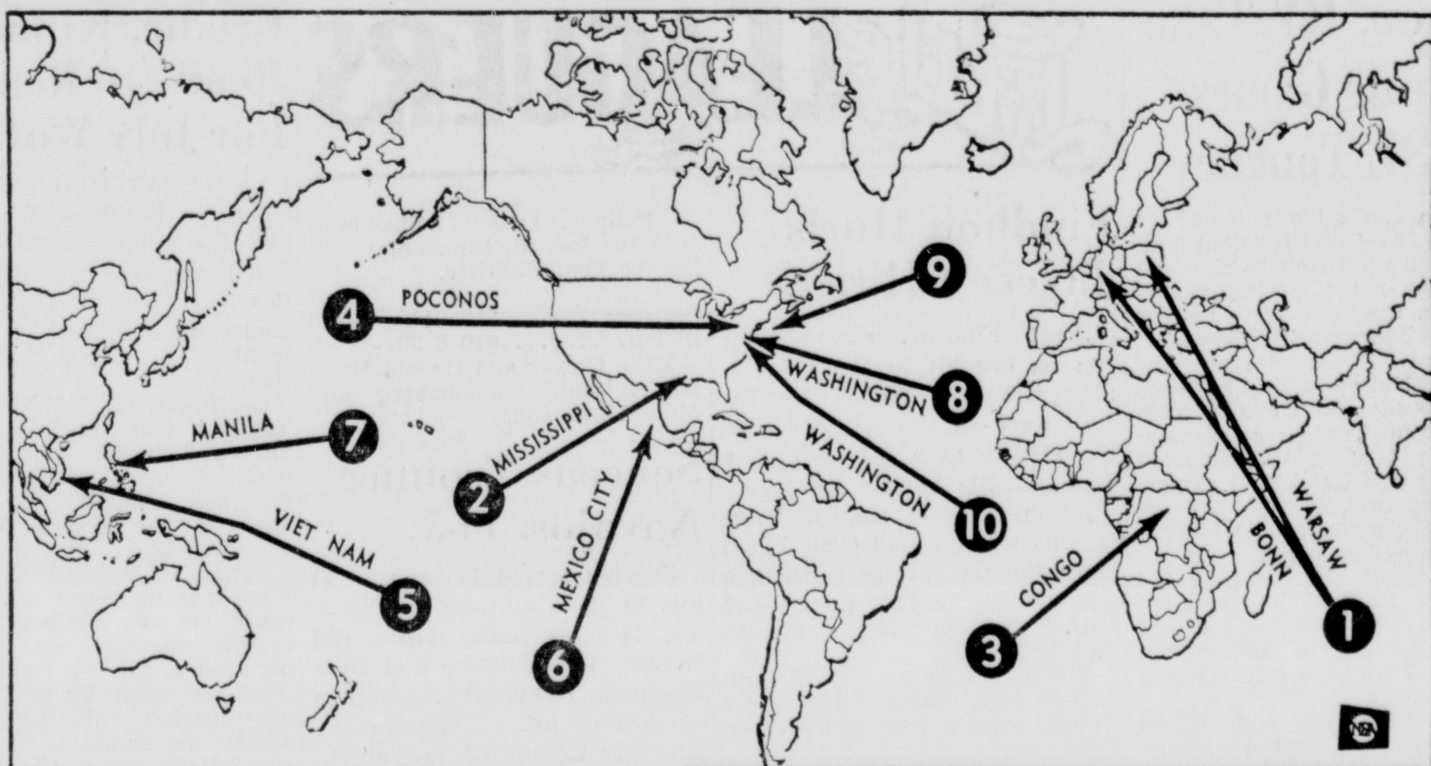 9
4
POCONOS
WASHINGTON
8
MANILA
7
MISSISSIPPI
2
WASHINGTON
10
VIET NAM
5
MEXICO CITY
6
CONGO
3
WARSAW
BONN
1
NEA